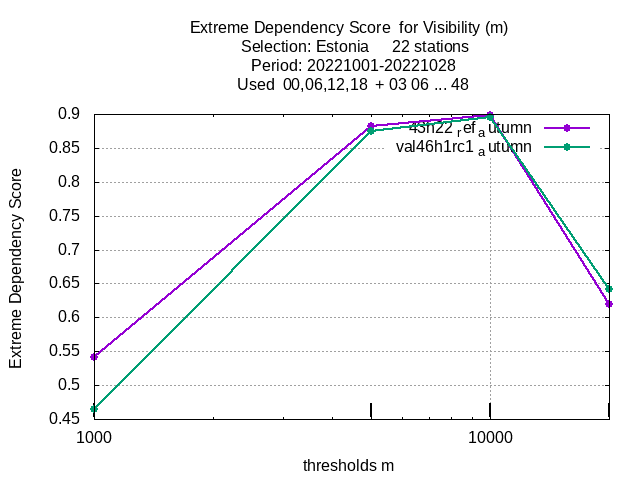 Extreme Dependency Score for Visibility (m)
Selection: Estonia 22 stations
Period: 20221001-20221028
Used 00,06,12,18 + 03 06 ... 48
0.9
0.85
0.8
0.75
0.7
0.65
0.6
0.55
0.5
0.45
Extreme Dependency Score
43h22ref autumn
val46h1rc1autumn
1000
10000
thresholds m